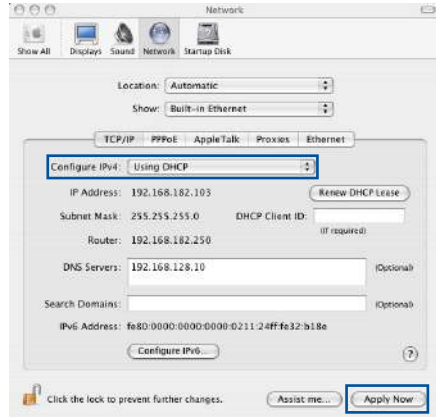 Network
Show All Displays Sound Network Startup Disk
Location: Automatic
Show: Built-in Ethernet
TCP/IP PPPoE AppleTalk Proxies Ethernet
Configure IPv4: Using DHCP
IP Address: 192.168.182.103 Renew DHCP Lease
Subnet Mask: 255.255.255.0 DHCP Client ID:
(If required)
Router: 192.168.182.250
DNS Servers: 192.168.128.10 (Optional)
Search Domains: (Optional)
IPv6 Address: fe80:0000:0000:0000:0211:24ff:fe32:b18e
Configure IPv6... ?
Click the lock to prevent further changes. Assist me... Apply Now